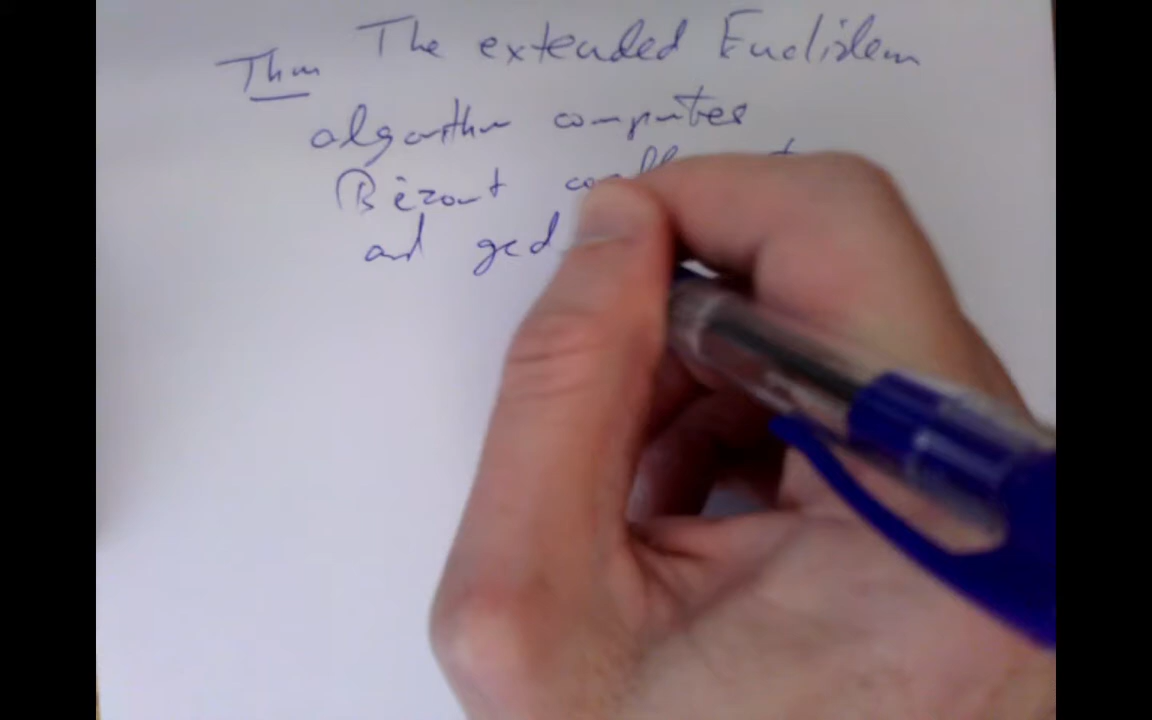 Thm The extended Euclidean
algorithm computes
Bézout
and gcd